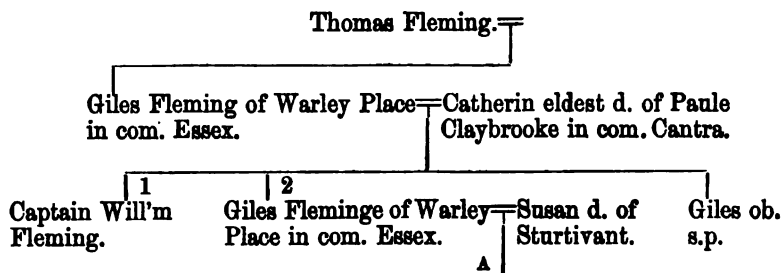 Thomas Fleming.
Giles Fleming of Warley Place
in com. Essex.
Catherin eldest d. of Paule
Claybrooke in com. Cantra.
1
2
Captain Will'm
Fleming.
Giles Fleminge of Warley
Place in com. Essex.
Susan d. of
Sturtivant.
Giles ob.
s.p.
A